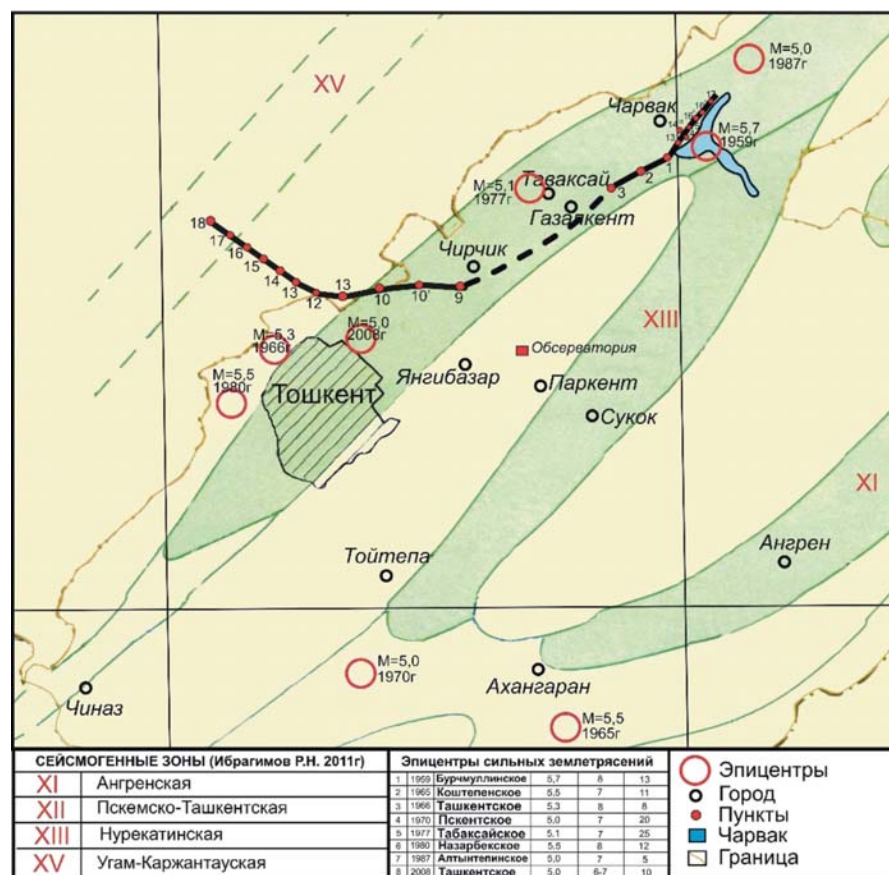 XV
M=5,0
1987г
Чарвак
M=5,7
1959г
M=5,1
1977г
Таваксай
Газалкент
Чирчик
1
2
3
18
17
16
15
14
13
12
13
10
10'
9
XIII
M=5,3
1966г
M=5,0
2008г
M=5,5
1980г
Тошкент
Обсерватория
Янгибазар
Паркент
Сукок
XI
Тойтепа
Ангрен
M=5,0
1970г
Ахангаран
Чиназ
M=5,5
1965г
СЕЙСМОГЕННЫЕ ЗОНЫ (Ибрагимов Р.Н. 2011г)
XI Ангренская
XII Пскемско-Ташкентская
XIII Нурекатинская
XV Угам-Каржантауская
Эпицентры сильных землетрясений
1 1959 Бурчмуллинское 5,7 8 13
2 1965 Коштепенское 5,5 7 11
3 1966 Ташкентское 5,3 8 8
4 1970 Пскентское 5,0 7 20
5 1977 Табаксайское 5,1 7 25
6 1980 Назарбекское 5,5 8 12
7 1987 Алтынтепинское 5,0 7 5
8 2008 Ташкентское 5,0 6-7 10
Эпицентры
Город
Пункты
Чарвак
Граница